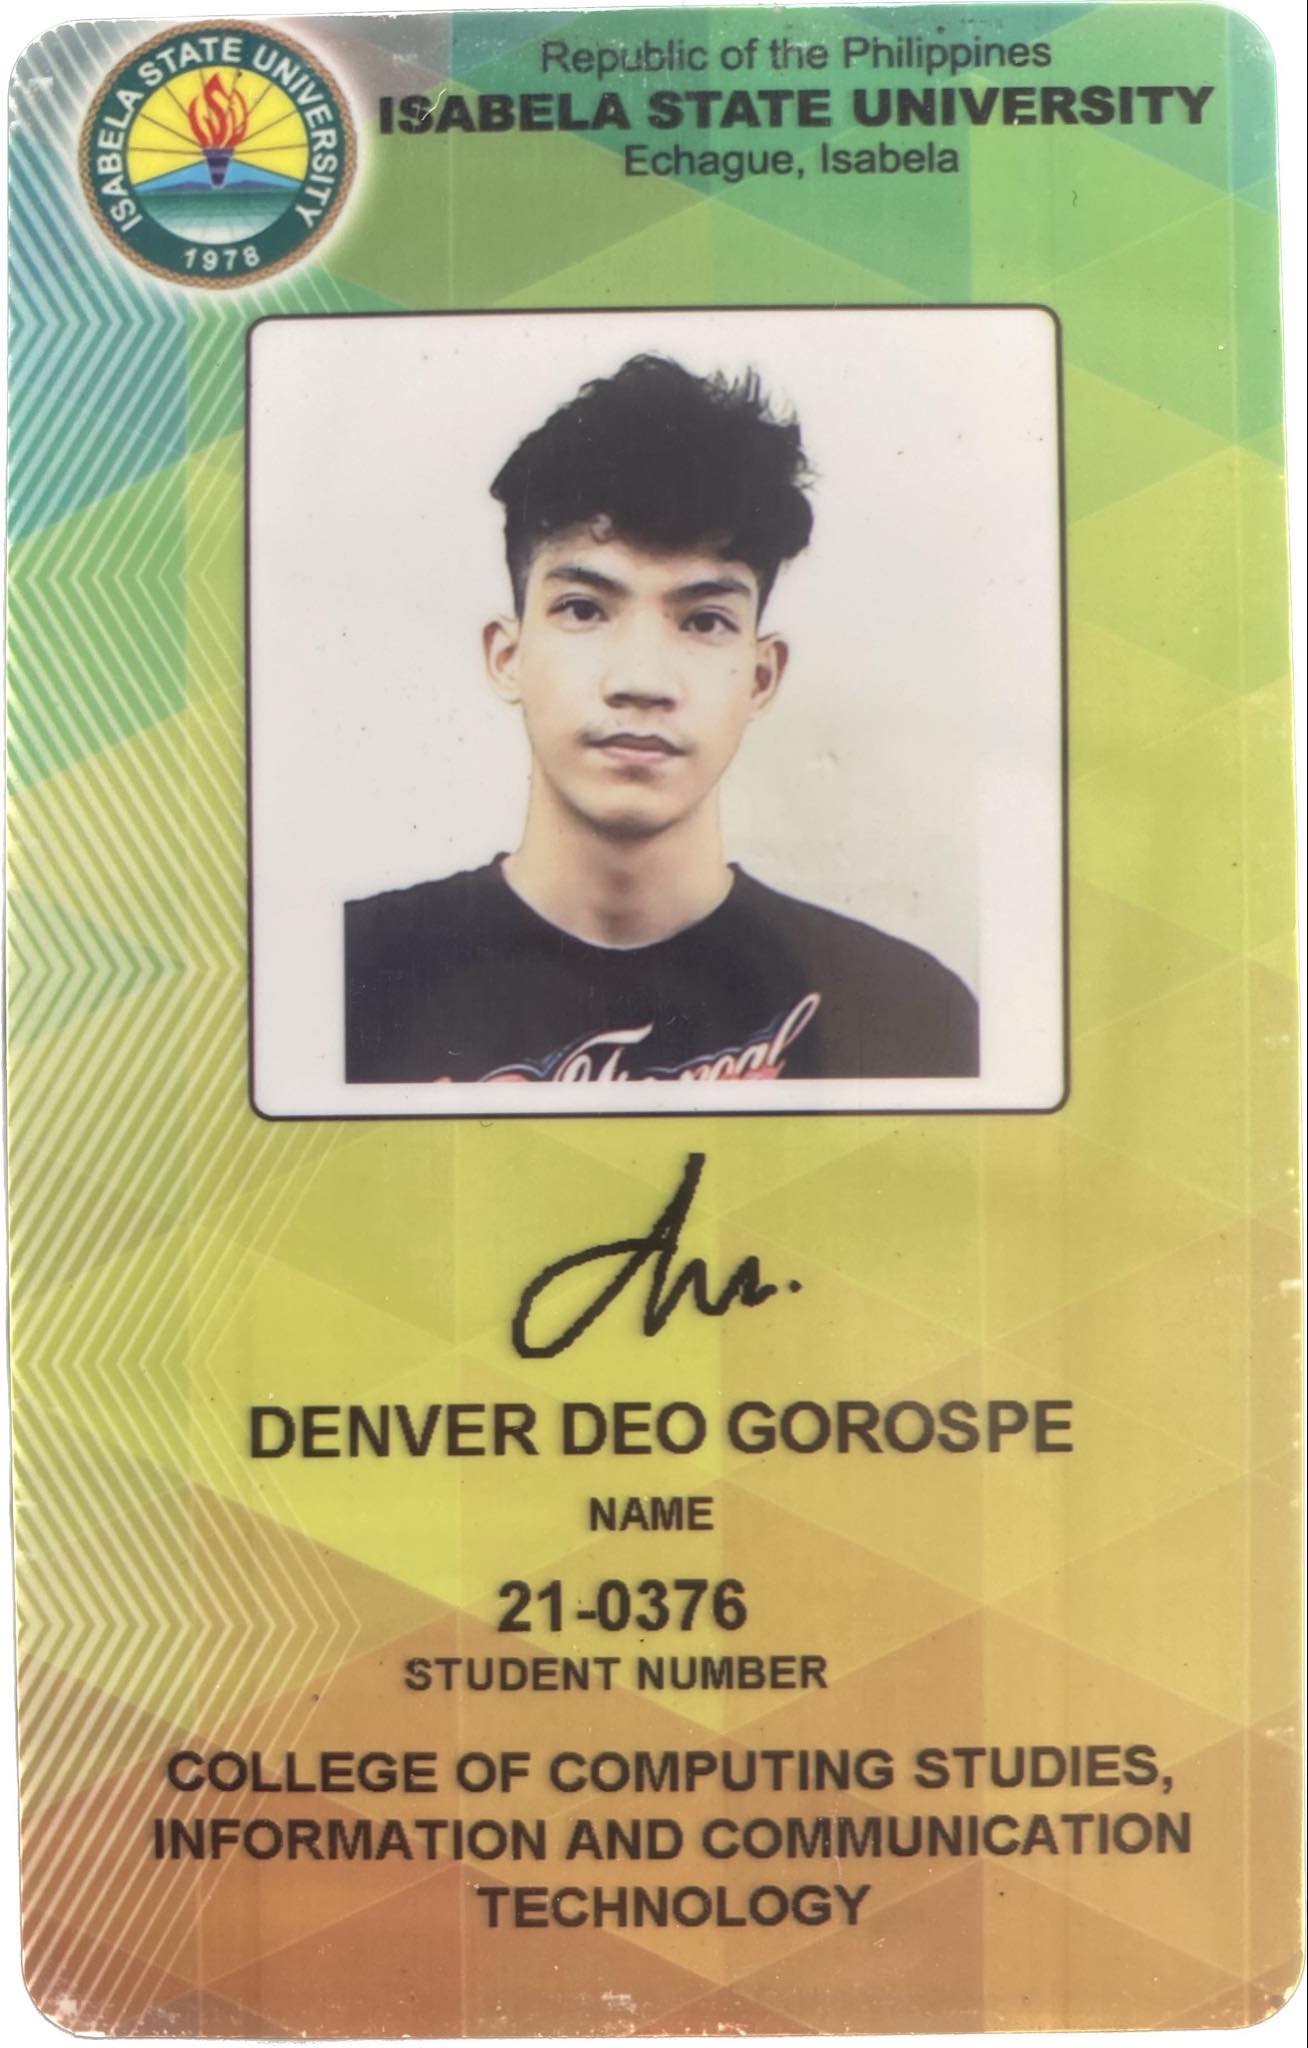 ISABELA STATE UNIVERSITY
1978
Republic of the Philippines
ISABELA STATE UNIVERSITY
Echague, Isabela
DENVER DEO GOROSPE
NAME
21-0376
STUDENT NUMBER
COLLEGE OF COMPUTING STUDIES,
INFORMATION AND COMMUNICATION
TECHNOLOGY